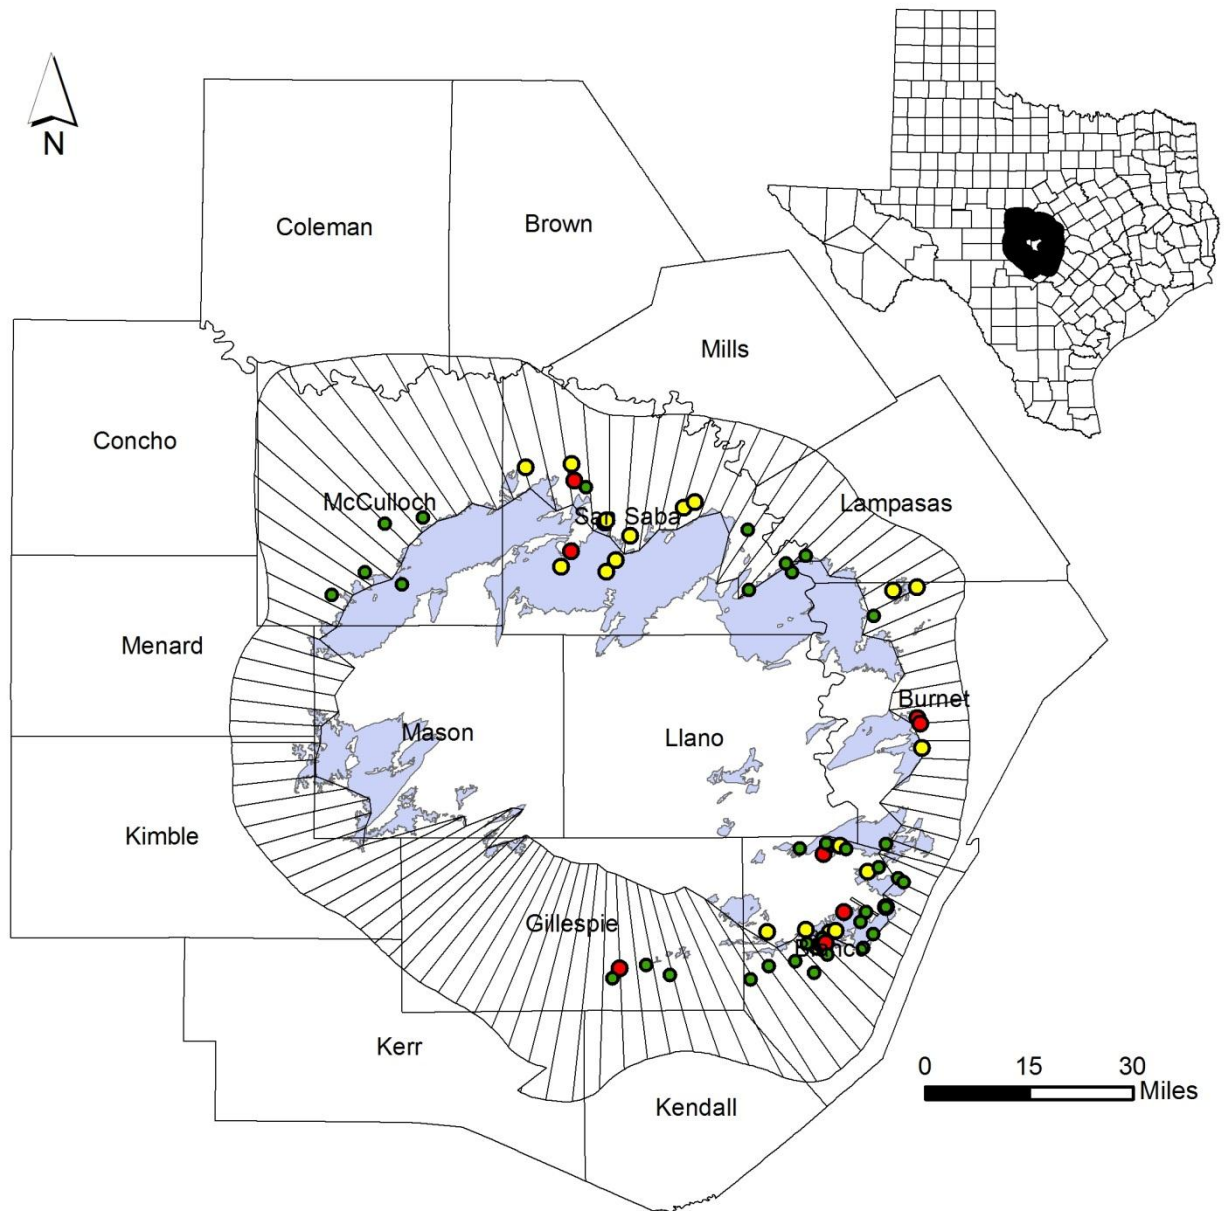 N
Coleman
Brown
Mills
Concho
McCulloch
San Saba
Lampasas
Menard
Burnet
Mason
Llano
Kimble
Gillespie
Blanco
Kerr
Kendall
0 15 30
Miles